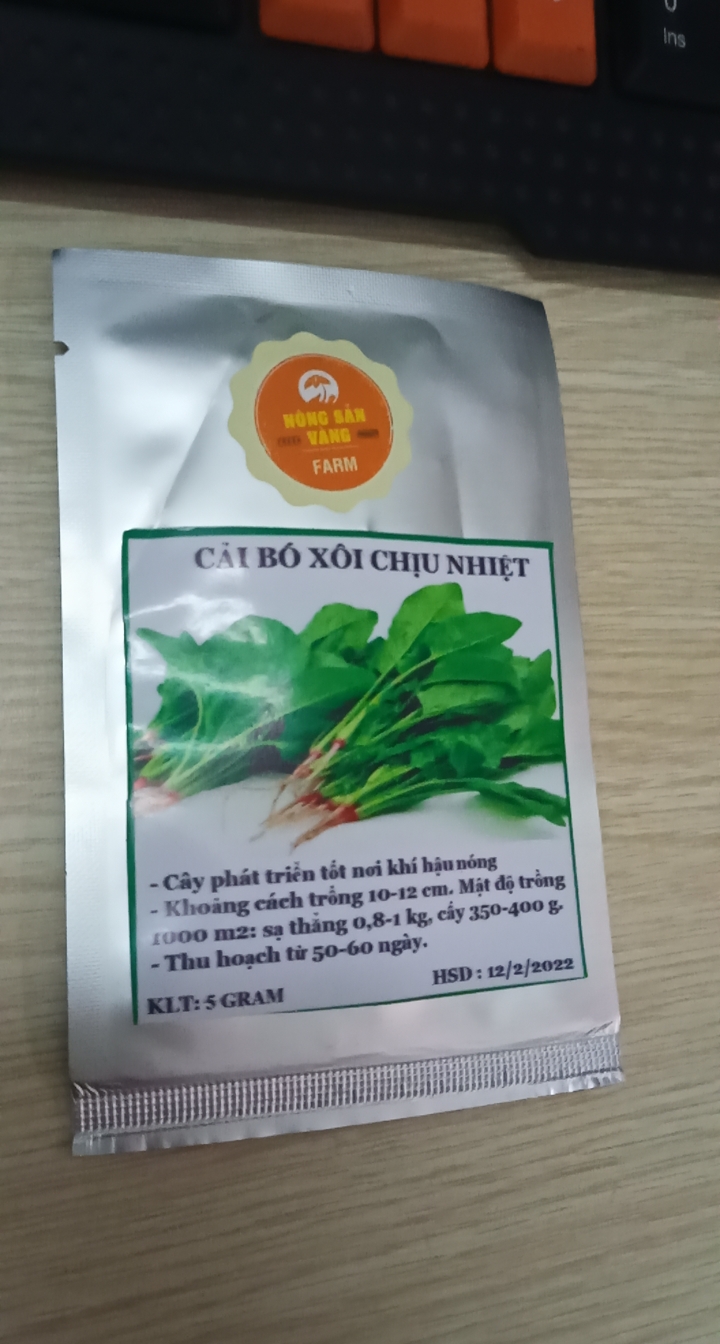 0
Ins
NÔNG SẢN
VÀNG
FARM
CẢI BÓ XÔI CHỊU NHIỆT
- Cây phát triển tốt nơi khí hậu nóng
- Khoảng cách trồng 10-12 cm. Mật độ trồng
1000 m2: sạ thẳng 0,8-1 kg, cấy 350-400 g.
- Thu hoạch từ 50-60 ngày.
HSD : 12/2/2022
KLT: 5 GRAM